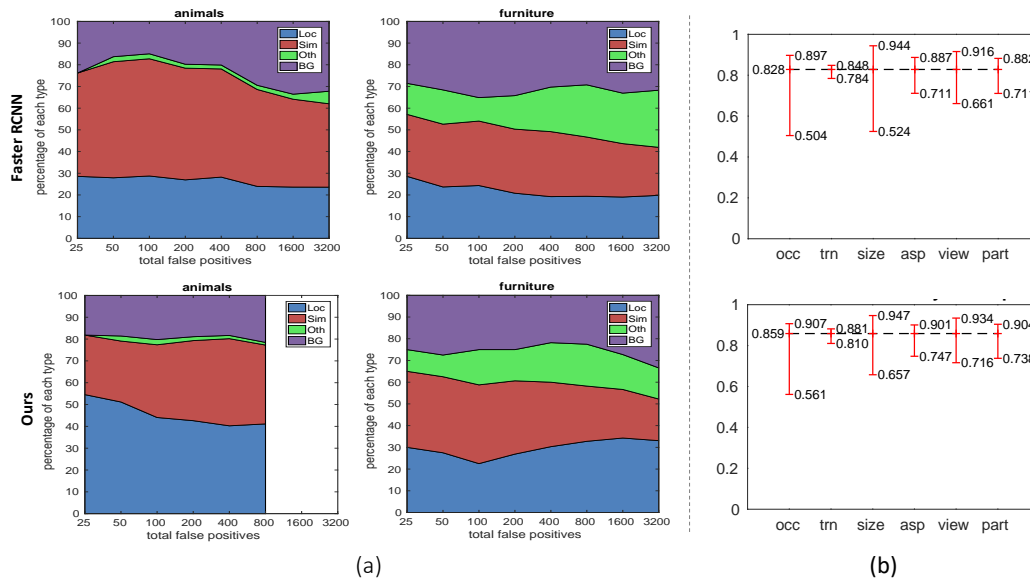 animals
100
90
80
70
60
50
40
30
20
10
0
percentage of each type
Faster RCNN
Loc
Sim
Oth
BG
25 50 100 200 400 800 1600 3200
total false positives
furniture
100
90
80
70
60
50
40
30
20
10
0
percentage of each type
Loc
Sim
Oth
BG
25 50 100 200 400 800 1600 3200
total false positives
animals
100
90
80
70
60
50
40
30
20
10
0
percentage of each type
Ours
Loc
Sim
Oth
BG
25 50 100 200 400 800 1600 3200
total false positives
furniture
100
90
80
70
60
50
40
30
20
10
0
percentage of each type
Loc
Sim
Oth
BG
25 50 100 200 400 800 1600 3200
total false positives
(a)
1
0.8
0.6
0.4
0.2
0
0.828
0.897
0.504
0.848
0.784
0.944
0.524
0.887
0.711
0.916
0.661
0.882
0.711
occ trn size asp view part
1
0.8
0.6
0.4
0.2
0
0.859
0.907
0.561
0.881
0.810
0.947
0.657
0.901
0.747
0.934
0.716
0.904
0.738
occ trn size asp view part
(b)